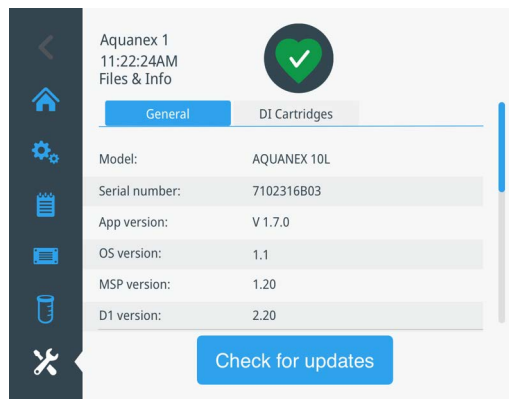 Aquanex 1
11:22:24AM
Files & Info
General DI Cartridges
Model: AQUANEX 10L
Serial number: 7102316B03
App version: V 1.7.0
OS version: 1.1
MSP version: 1.20
D1 version: 2.20
Check for updates